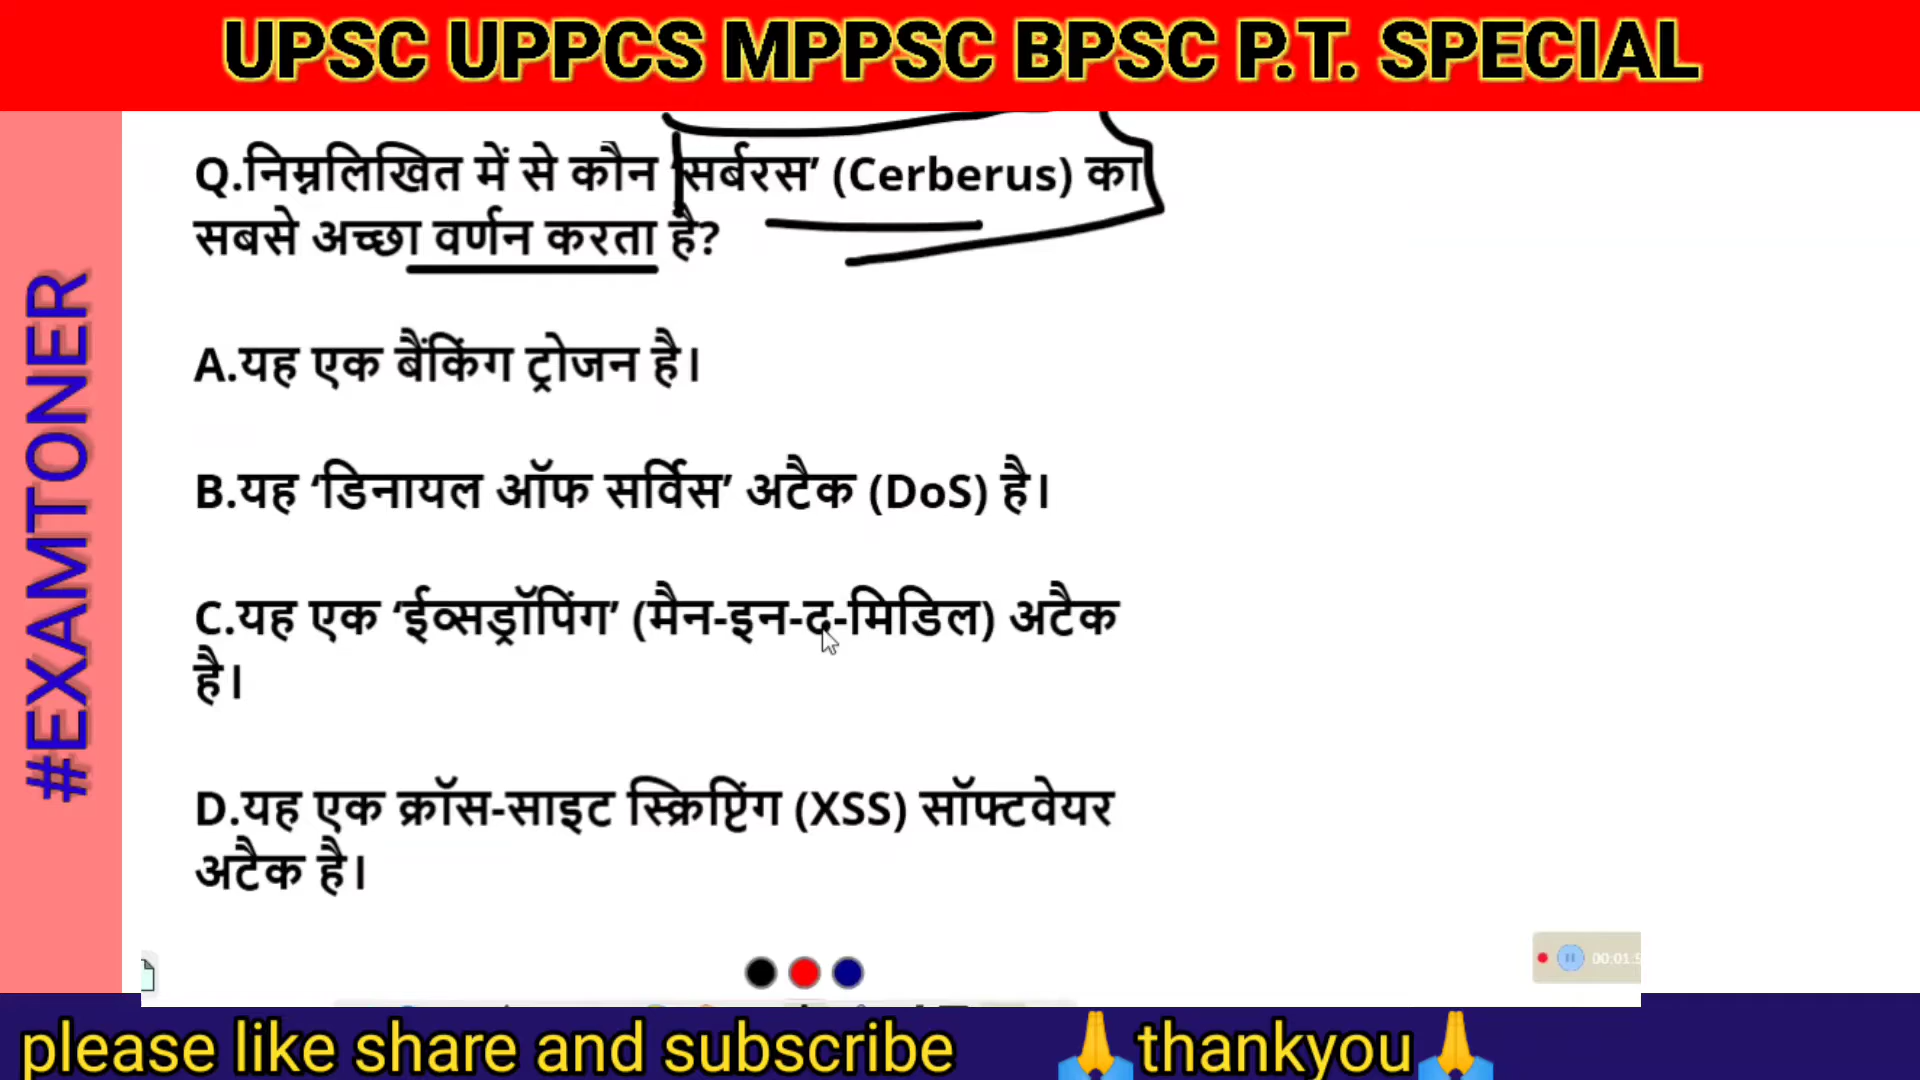 UPSC UPPCS MPPSC BPSC P.T. SPECIAL
#EXAMTONER
Q.निम्नलिखित में से कौन ‘सर्बरस’ (Cerberus) का
सबसे अच्छा वर्णन करता है?
A.यह एक बैंकिंग ट्रोजन है।
B.यह ‘डिनायल ऑफ सर्विस’ अटैक (DoS) है।
C.यह एक ‘ईव्सड्रॉपिंग’ (मैन-इन-द-मिडिल) अटैक
है।
D.यह एक क्रॉस-साइट स्क्रिप्टिंग (XSS) सॉफ्टवेयर
अटैक है।
please like share and subscribe 🙏thankyou🙏